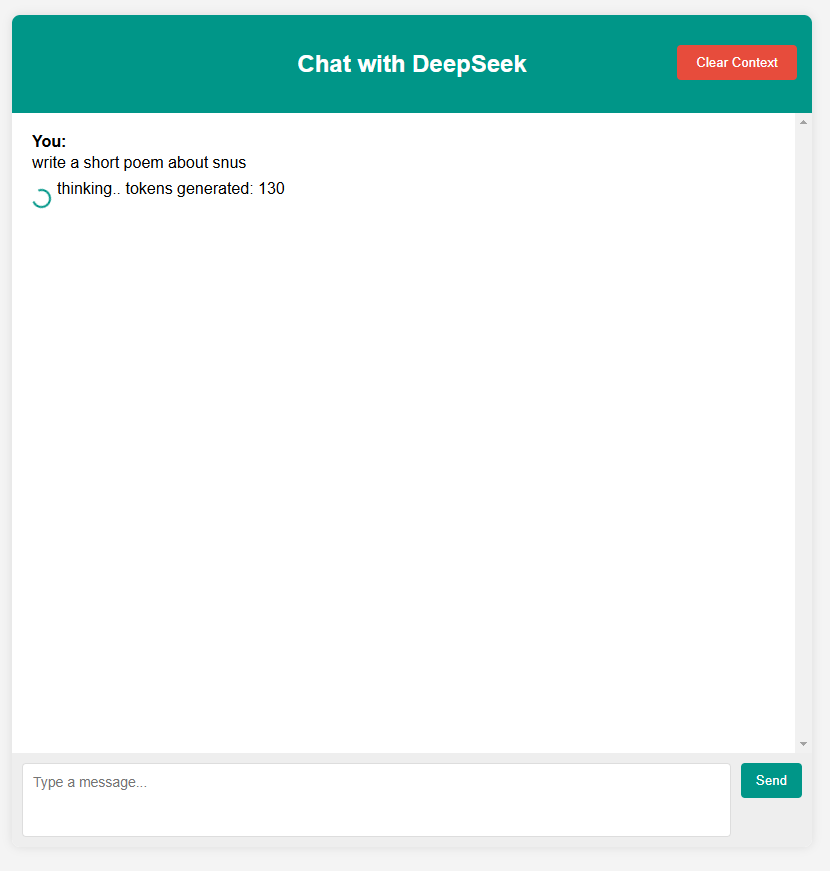 Chat with DeepSeek
Clear Context
You:
write a short poem about snus
thinking.. tokens generated: 130
Type a message...
Send